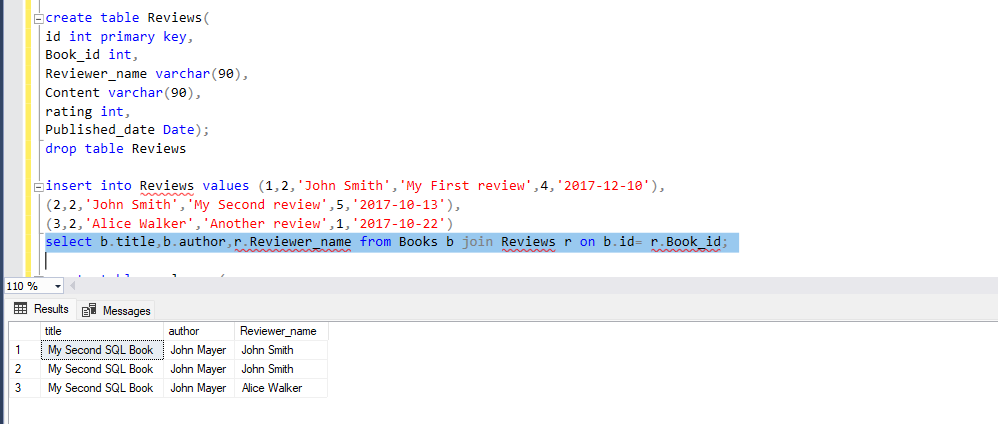 create table Reviews(
id int primary key,
Book_id int,
Reviewer_name varchar(90),
Content varchar(90),
rating int,
Published_date Date);
drop table Reviews
insert into Reviews values (1,2,'John Smith','My First review',4,'2017-12-10'),
(2,2,'John Smith','My Second review',5,'2017-10-13'),
(3,2,'Alice Walker','Another review',1,'2017-10-22')
select b.title,b.author,r.Reviewer_name from Books b join Reviews r on b.id= r.Book_id;
110 %
Results Messages
title author Reviewer_name
1 My Second SQL Book John Mayer John Smith
2 My Second SQL Book John Mayer John Smith
3 My Second SQL Book John Mayer Alice Walker